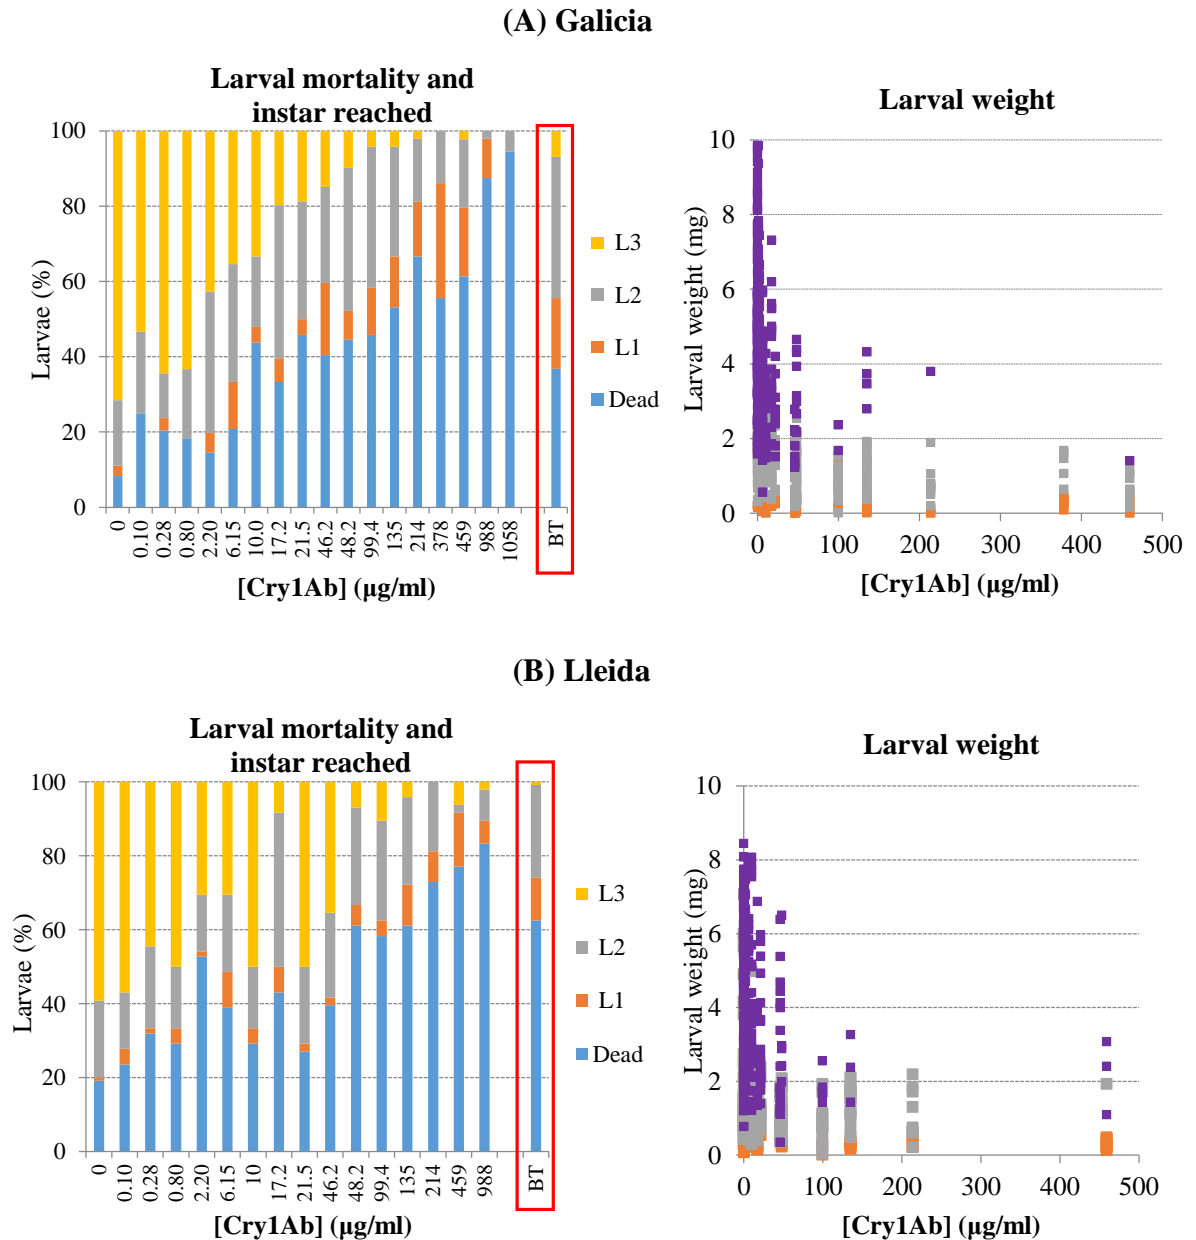 (A) Galicia
Larval mortality and
instar reached
100
80
60
40
20
0
Larvae (%)
0
0.10
0.28
0.80
2.20
6.15
10.0
17.2
21.5
46.2
48.2
99.4
135
214
378
459
988
1058
BT
[Cry1Ab] (µg/ml)
L3
L2
L1
Dead
Larval weight
10
8
6
4
2
0
Larval weight (mg)
0
100
200
300
400
500
[Cry1Ab] (µg/ml)
(B) Lleida
Larval mortality and
instar reached
100
80
60
40
20
0
Larvae (%)
0
0.10
0.28
0.80
2.20
6.15
10
17.2
21.5
46.2
48.2
99.4
135
214
459
988
BT
[Cry1Ab] (µg/ml)
L3
L2
L1
Dead
Larval weight
10
8
6
4
2
0
Larval weight (mg)
0
100
200
300
400
500
[Cry1Ab] (µg/ml)